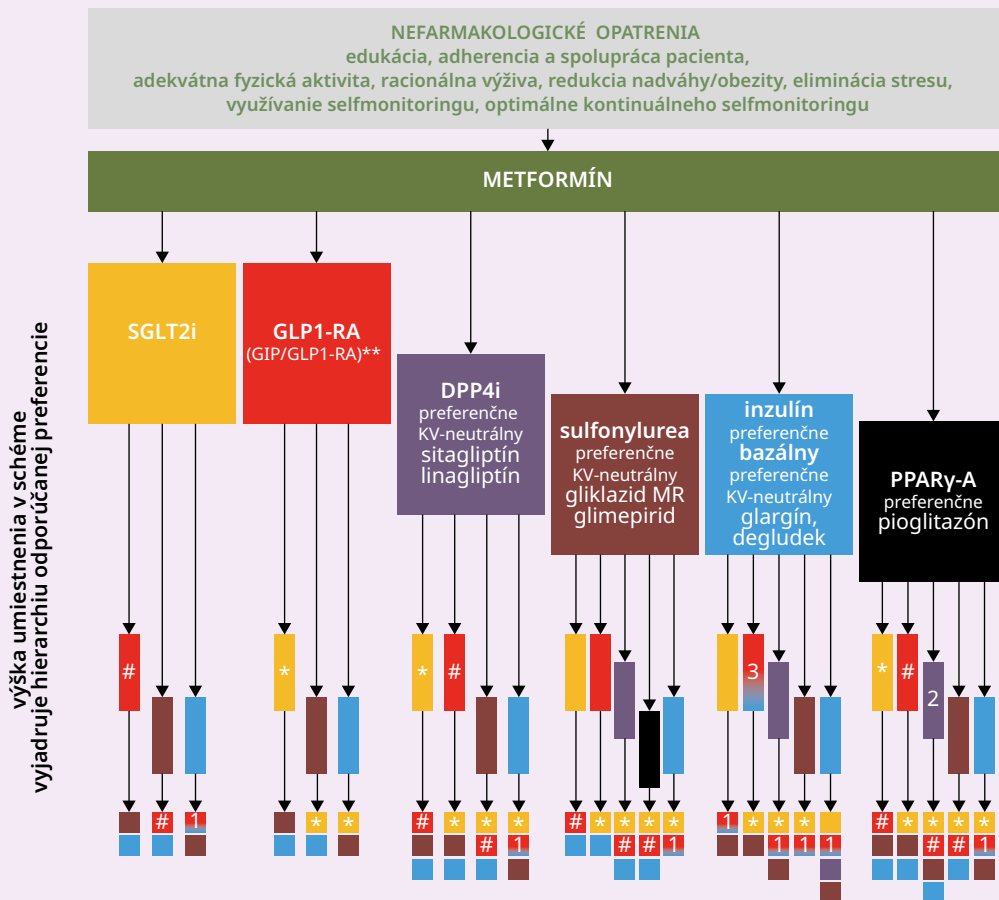 NEFARMAKOLOGICKÉ OPATRENIA
edukácia, adherencia a spolupráca pacienta,
adekvátna fyzická aktivita, racionálna výživa, redukcia nadváhy/obezity, eliminácia stresu,
využívanie selfmonitoringu, optimálne kontinuálneho selfmonitoringu
METFORMÍN
výška umiestnenia v schéme
vyjadruje hierarchiu odporúčanej preferencie
SGLT2i
GLP1-RA
(GIP/GLP1-RA)**
DPP4i
preferenčne
KV-neutrálny
sitagliptín
linagliptín
sulfonylurea
preferenčne
KV-neutrálny
gliklazid MR
glimepirid
inzulín
preferenčne
bazálny
preferenčne
KV-neutrálny
glargín,
degludek
PPARγ-A
preferenčne
pioglitazón
# * * # 3 * # 2
# 1 * * # * * * # * * * 1 * * * # * * * *
# 1 # # 1 1 1 1 # # 1